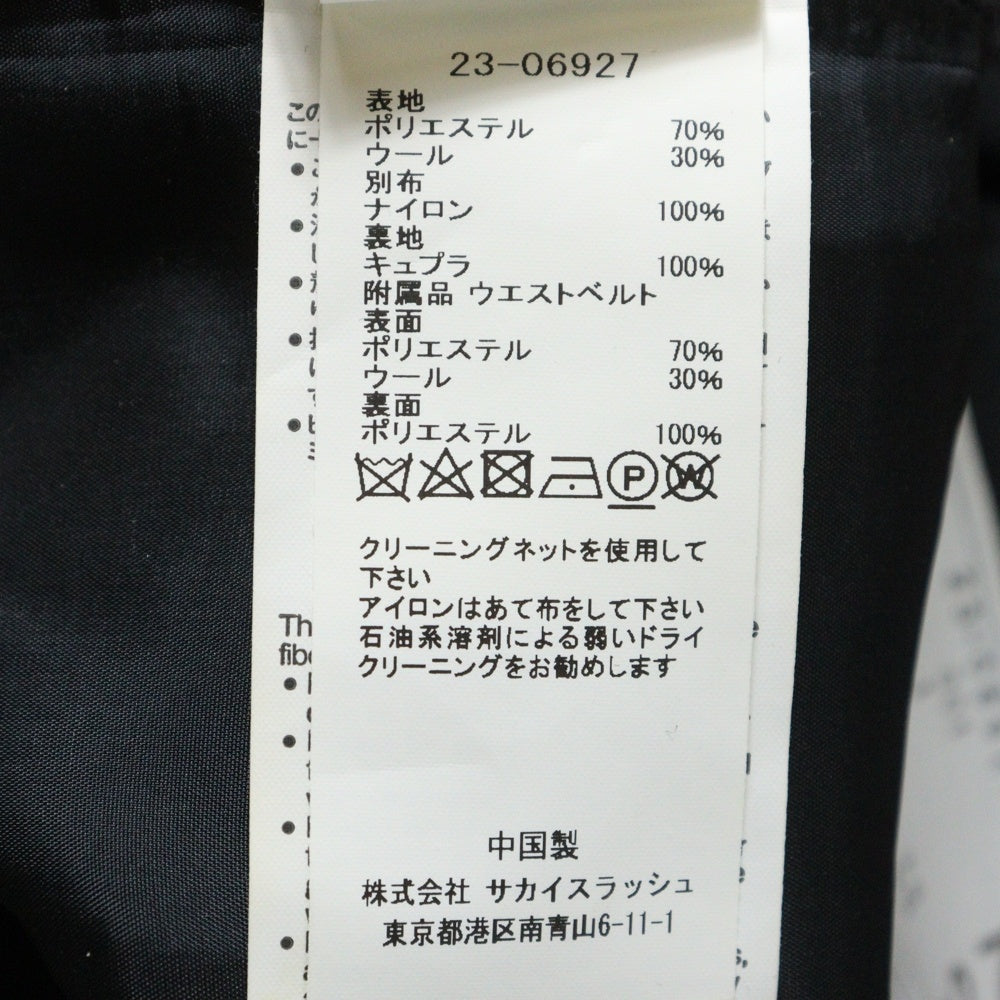 23-06927
表地
ポリエステル 70%
ウール 30%
別布
ナイロン 100%
裏地
キュプラ 100%
附属品 ウエストベルト
表面
ポリエステル 70%
ウール 30%
裏面
ポリエステル 100%
P W
クリーニングネットを使用して
下さい
アイロンはあて布をして下さい
石油系溶剤による弱いドライ
クリーニングをお勧めします
中国製
株式会社 サカイスラッシュ
東京都港区南青山6-11-1